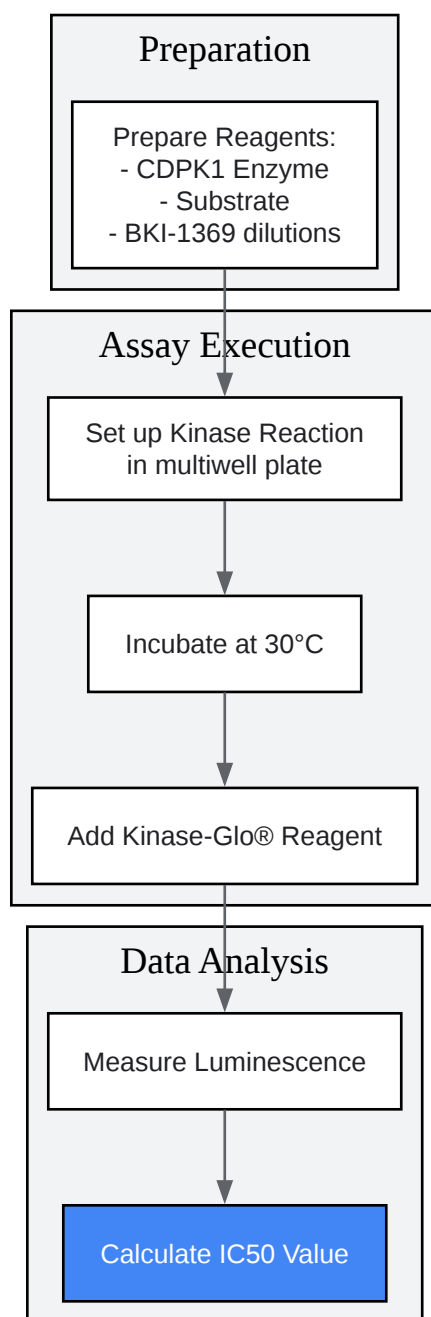 Preparation
Prepare Reagents:
- CDPK1 Enzyme
- Substrate
- BKI-1369 dilutions
Assay Execution
Set up Kinase Reaction
in multiwell plate
Incubate at 30°C
Add Kinase-Glo® Reagent
Data Analysis
Measure Luminescence
Calculate IC50 Value